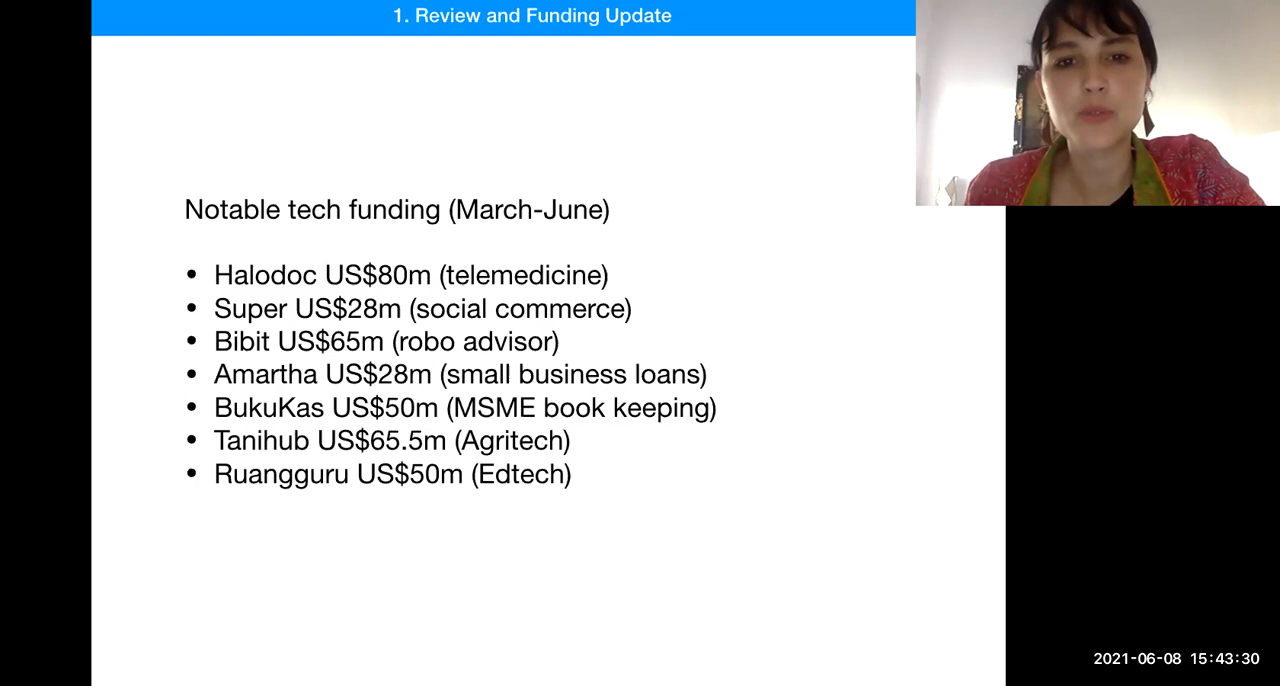 1. Review and Funding Update
Notable tech funding (March-June)
• Halodoc US$80m (telemedicine)
• Super US$28m (social commerce)
• Bibit US$65m (robo advisor)
• Amartha US$28m (small business loans)
• BukuKas US$50m (MSME book keeping)
• Tanihub US$65.5m (Agritech)
• Ruangguru US$50m (Edtech)
2021-06-08 15:43:30